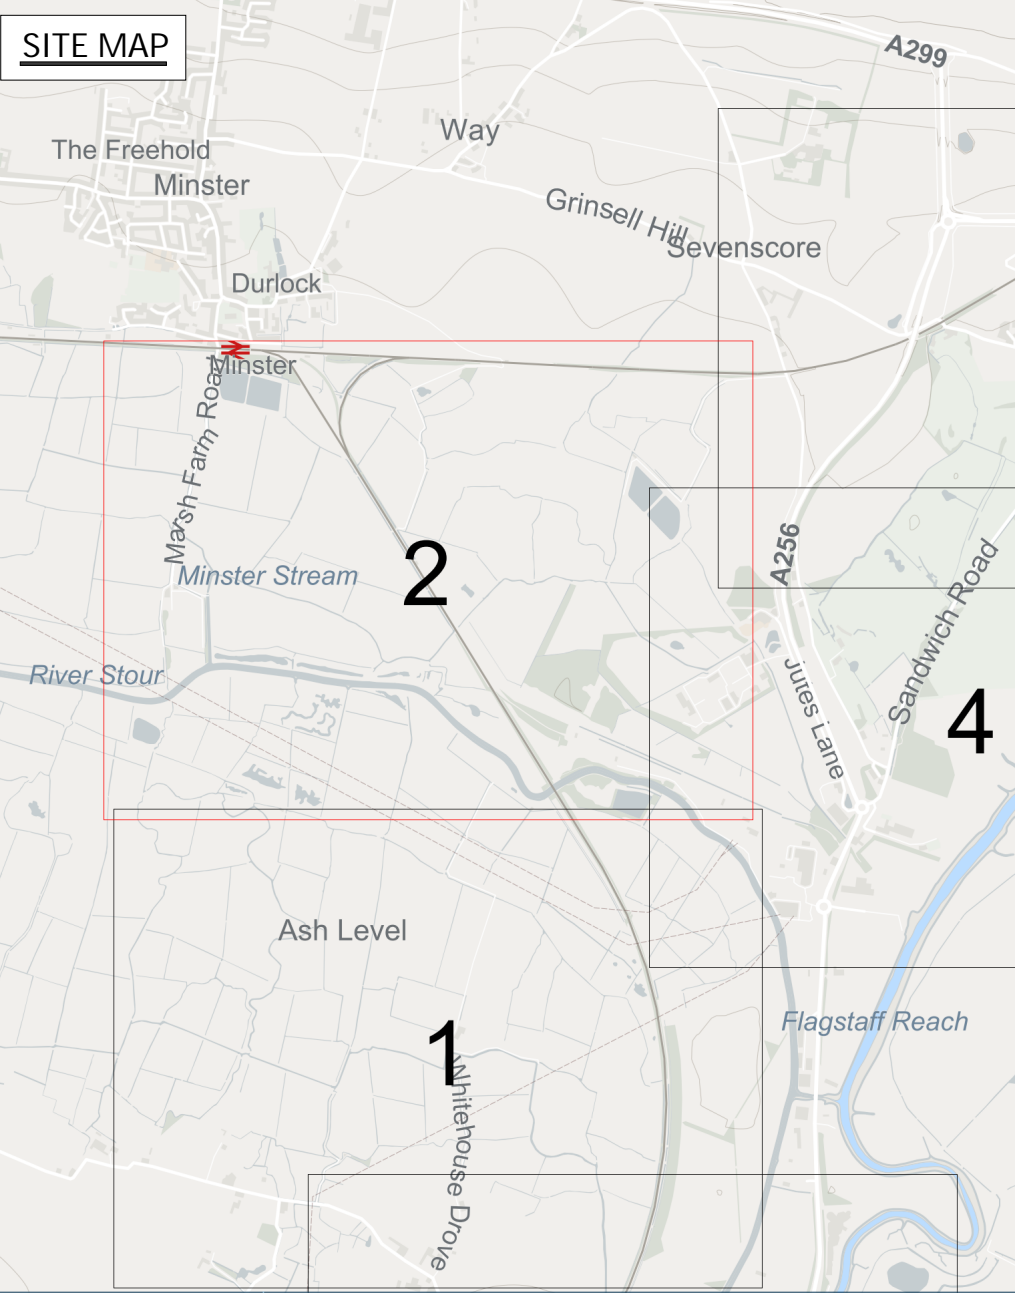 SITE MAP
A299
Way
The Freehold
Minster
Grinsell Hill
Sevenscore
Durlock
Minster
Marsh Farm Road
A256
2
Minster Stream
Sandwich Road
River Stour
Jutes Lane
4
Ash Level
Flagstaff Reach
1
Whitehouse Drove